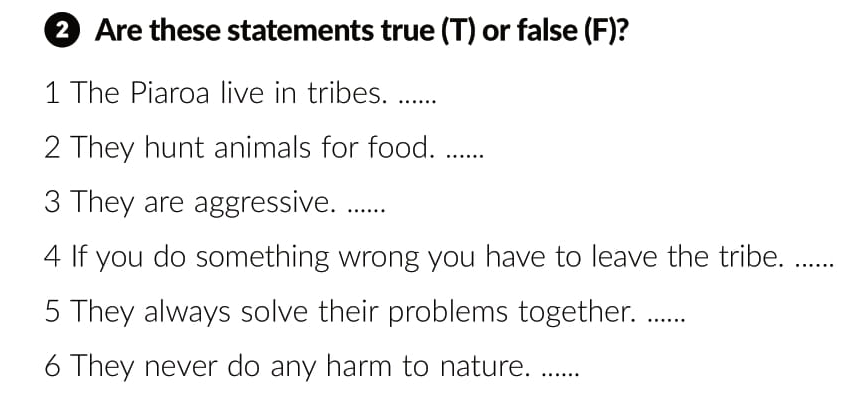 2 Are these statements true (T) or false (F)?
1 The Piaroa live in tribes. ......
2 They hunt animals for food. ......
3 They are aggressive. ......
4 If you do something wrong you have to leave the tribe. ......
5 They always solve their problems together. ......
6 They never do any harm to nature. ......